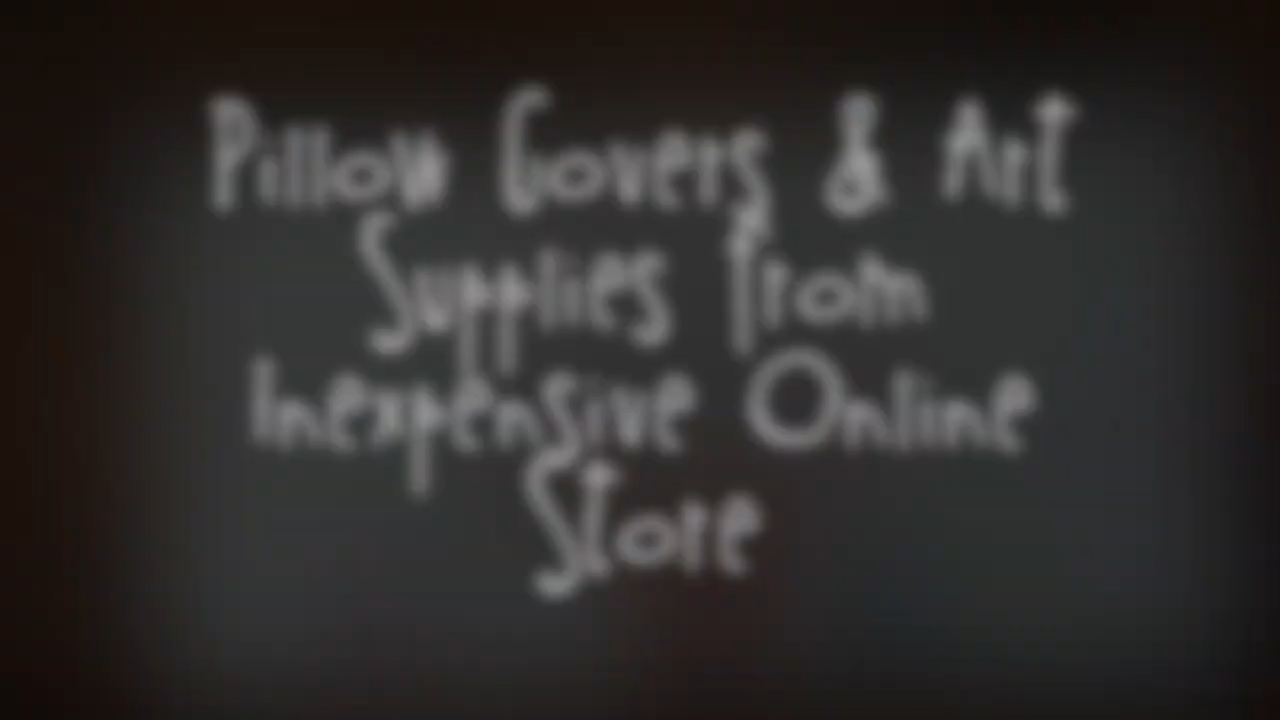 Pillow Covers & Art
Supplies from
Inexpensive Online
Store